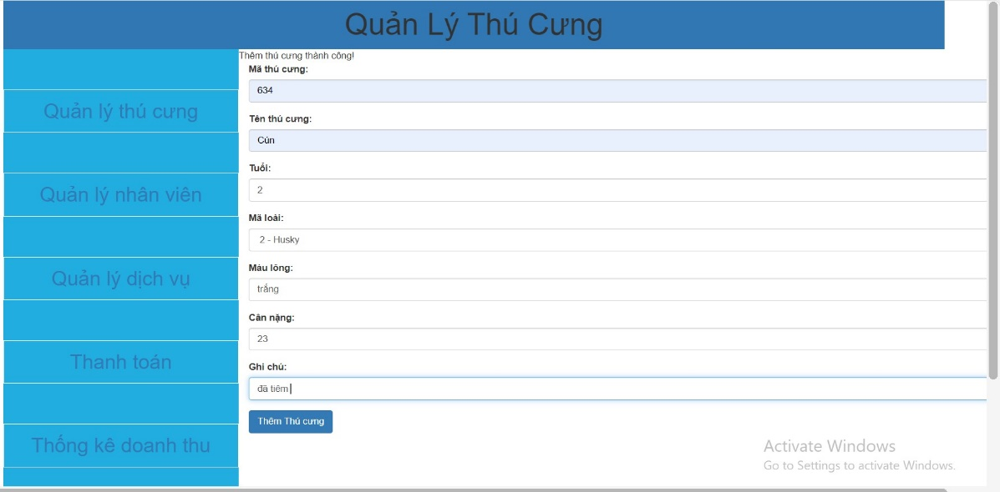 Quản Lý Thú Cưng
Quản lý thú cưng
Quản lý nhân viên
Quản lý dịch vụ
Thanh toán
Thống kê doanh thu
Thêm thú cưng thành công!
Mã thú cưng:
634
Tên thú cưng:
Cún
Tuổi:
2
Mã loài:
2 - Husky
Màu lông:
trắng
Cân nặng:
23
Ghi chú:
đã tiêm
Thêm Thú cưng
Activate Windows
Go to Settings to activate Windows.